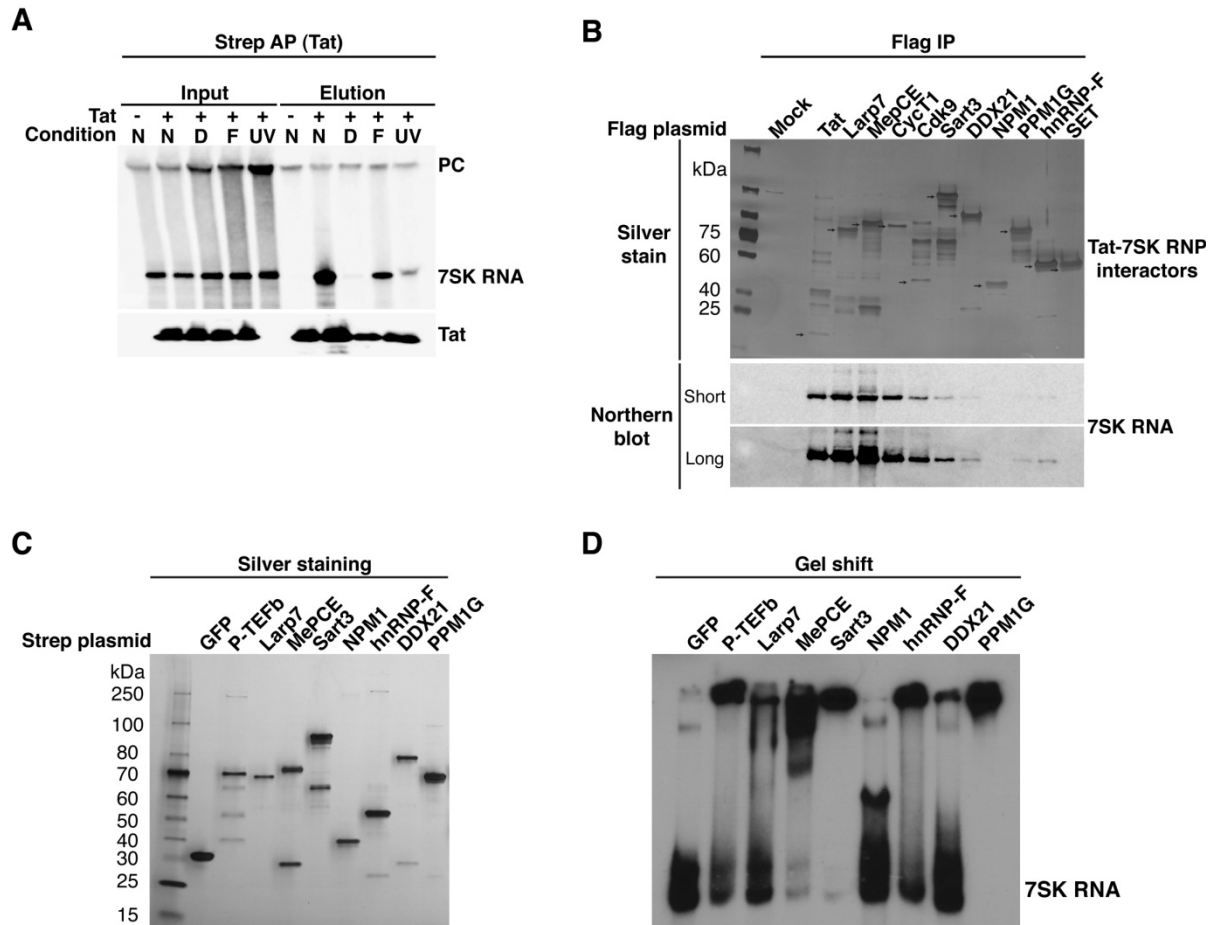 A
Strep AP (Tat)
Input Elution
Tat - + + + + - + + + +
Condition N N D F UV N N D F UV
PC
7SK RNA
Tat
B
Flag IP
Flag plasmid Mock Tat Larp7 MePCE CycT1 Cdk9 Sart3 DDX21 NPM1 PPM1G hnRNP-F SET
kDa
75
60
40
25
Silver stain
Tat-7SK RNP interactors
Northern blot
Short
Long
7SK RNA
C
Silver staining
Strep plasmid GFP P-TEFb Larp7 MePCE Sart3 NPM1 hnRNP-F DDX21 PPM1G
kDa
250
100
80
70
60
50
40
30
25
15
D
Gel shift
GFP P-TEFb Larp7 MePCE Sart3 NPM1 hnRNP-F DDX21 PPM1G
7SK RNA